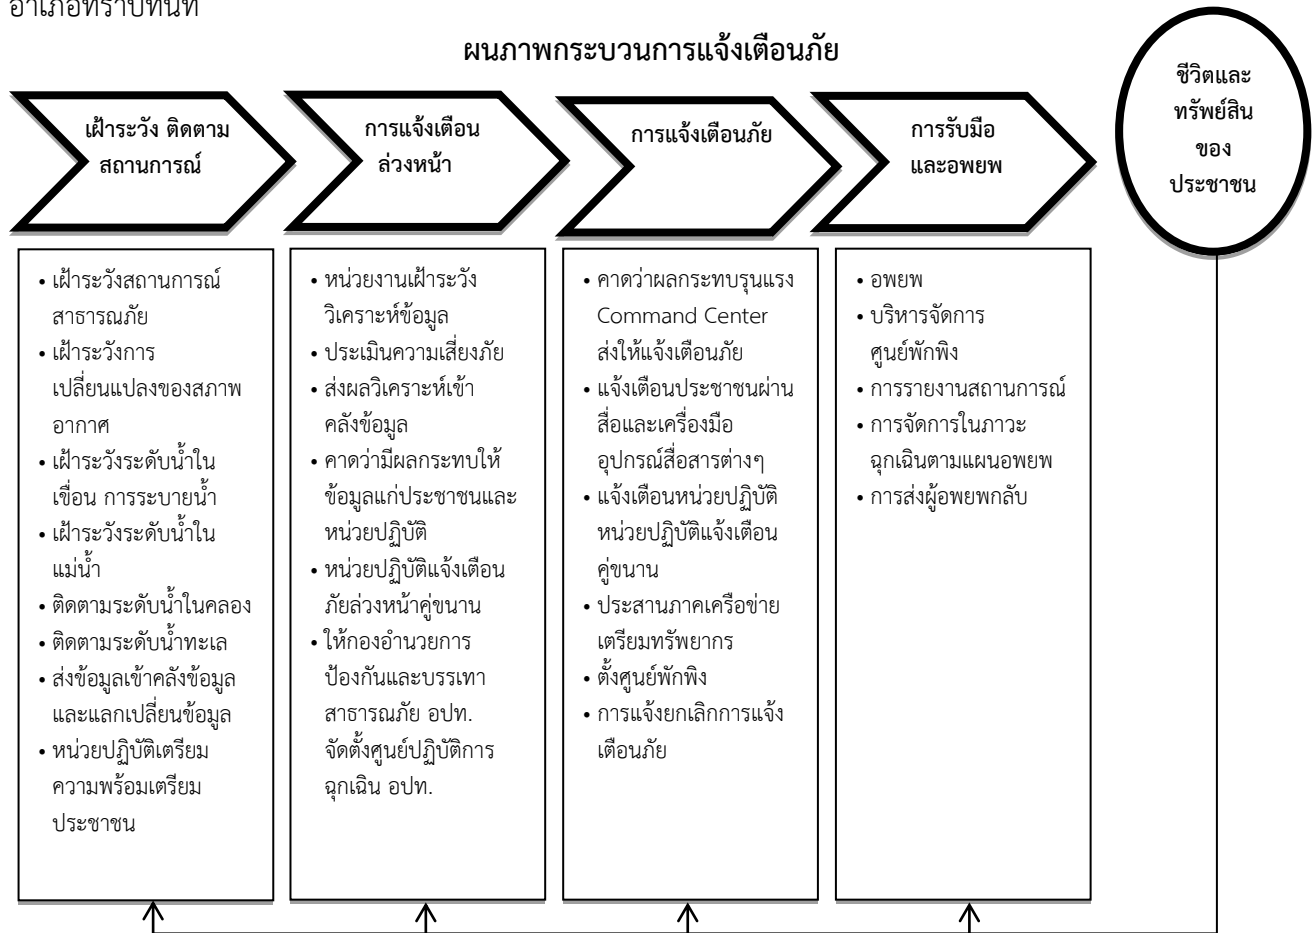 อำเภอทราบทันที
ผนภาพกระบวนการแจ้งเตือนภัย
เฝ้าระวัง ติดตาม
สถานการณ์
การแจ้งเตือน
ล่วงหน้า
การแจ้งเตือนภัย
การรับมือ
และอพยพ
ชีวิตและ
ทรัพย์สิน
ของ
ประชาชน
• เฝ้าระวังสถานการณ์
สาธารณภัย
• เฝ้าระวังการ
เปลี่ยนแปลงของสภาพ
อากาศ
• เฝ้าระวังระดับน้ำใน
เขื่อน การระบายน้ำ
• เฝ้าระวังระดับน้ำใน
แม่น้ำ
• ติดตามระดับน้ำในคลอง
• ติดตามระดับน้ำทะเล
• ส่งข้อมูลเข้าคลังข้อมูล
และแลกเปลี่ยนข้อมูล
• หน่วยปฏิบัติเตรียม
ความพร้อมเตรียม
ประชาชน
• หน่วยงานเฝ้าระวัง
วิเคราะห์ข้อมูล
• ประเมินความเสี่ยงภัย
• ส่งผลวิเคราะห์เข้า
คลังข้อมูล
• คาดว่ามีผลกระทบให้
ข้อมูลแก่ประชาชนและ
หน่วยปฏิบัติ
• หน่วยปฏิบัติแจ้งเตือน
ภัยล่วงหน้าคู่ขนาน
• ให้กองอำนวยการ
ป้องกันและบรรเทา
สาธารณภัย อปท.
จัดตั้งศูนย์ปฏิบัติการ
ฉุกเฉิน อปท.
• คาดว่าผลกระทบรุนแรง
Command Center
ส่งให้แจ้งเตือนภัย
• แจ้งเตือนประชาชนผ่าน
สื่อและเครื่องมือ
อุปกรณ์สื่อสารต่างๆ
• แจ้งเตือนหน่วยปฏิบัติ
หน่วยปฏิบัติแจ้งเตือน
คู่ขนาน
• ประสานภาคเครือข่าย
เตรียมทรัพยากร
• ตั้งศูนย์พักพิง
• การแจ้งยกเลิกการแจ้ง
เตือนภัย
• อพยพ
• บริหารจัดการ
ศูนย์พักพิง
• การรายงานสถานการณ์
• การจัดการในภาวะ
ฉุกเฉินตามแผนอพยพ
• การส่งผู้อพยพกลับ